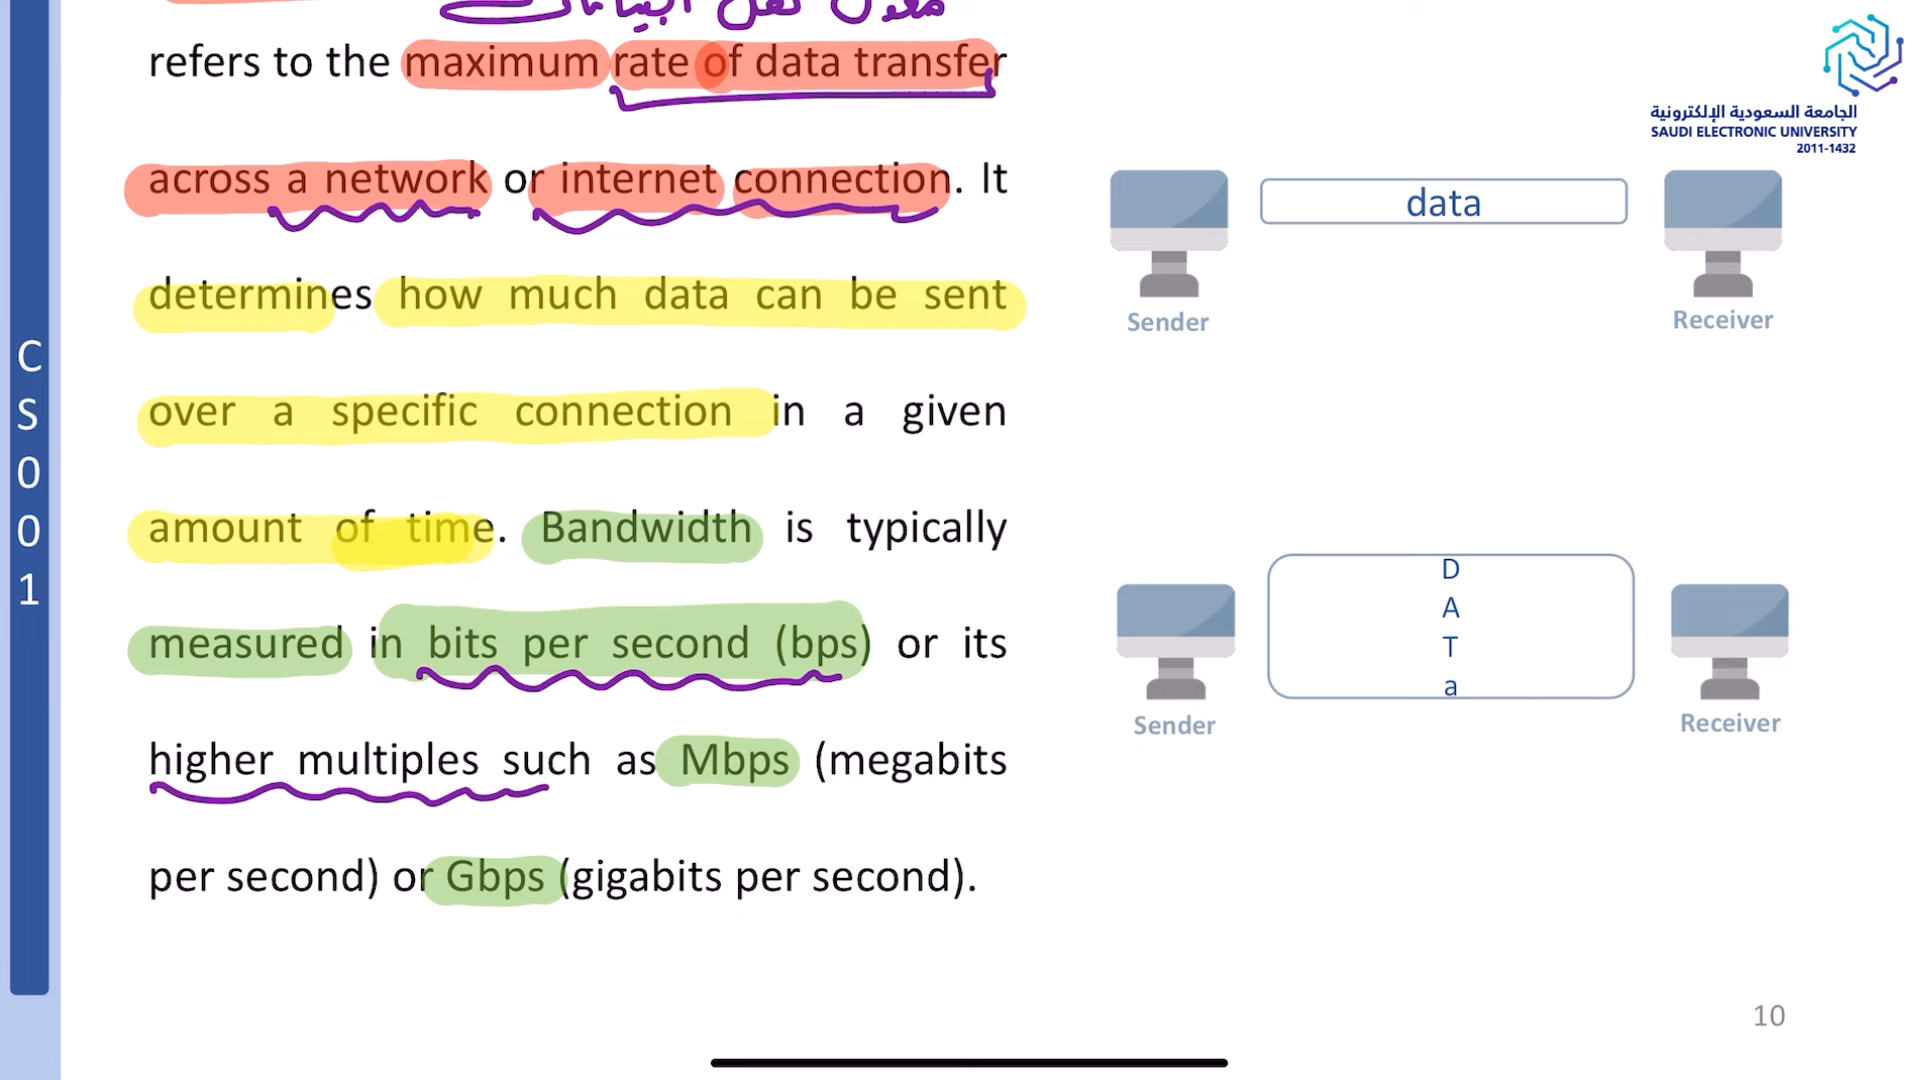 معدل نقل البيانات
refers to the maximum rate of data transfer
across a network or internet connection. It
determines how much data can be sent
over a specific connection in a given
amount of time. Bandwidth is typically
measured in bits per second (bps) or its
higher multiples such as Mbps (megabits
per second) or Gbps (gigabits per second).
الجامعة السعودية الإلكترونية
SAUDI ELECTRONIC UNIVERSITY
2011-1432
data
Sender
Receiver
D
A
T
a
Sender
Receiver
C
S
0
0
1
10